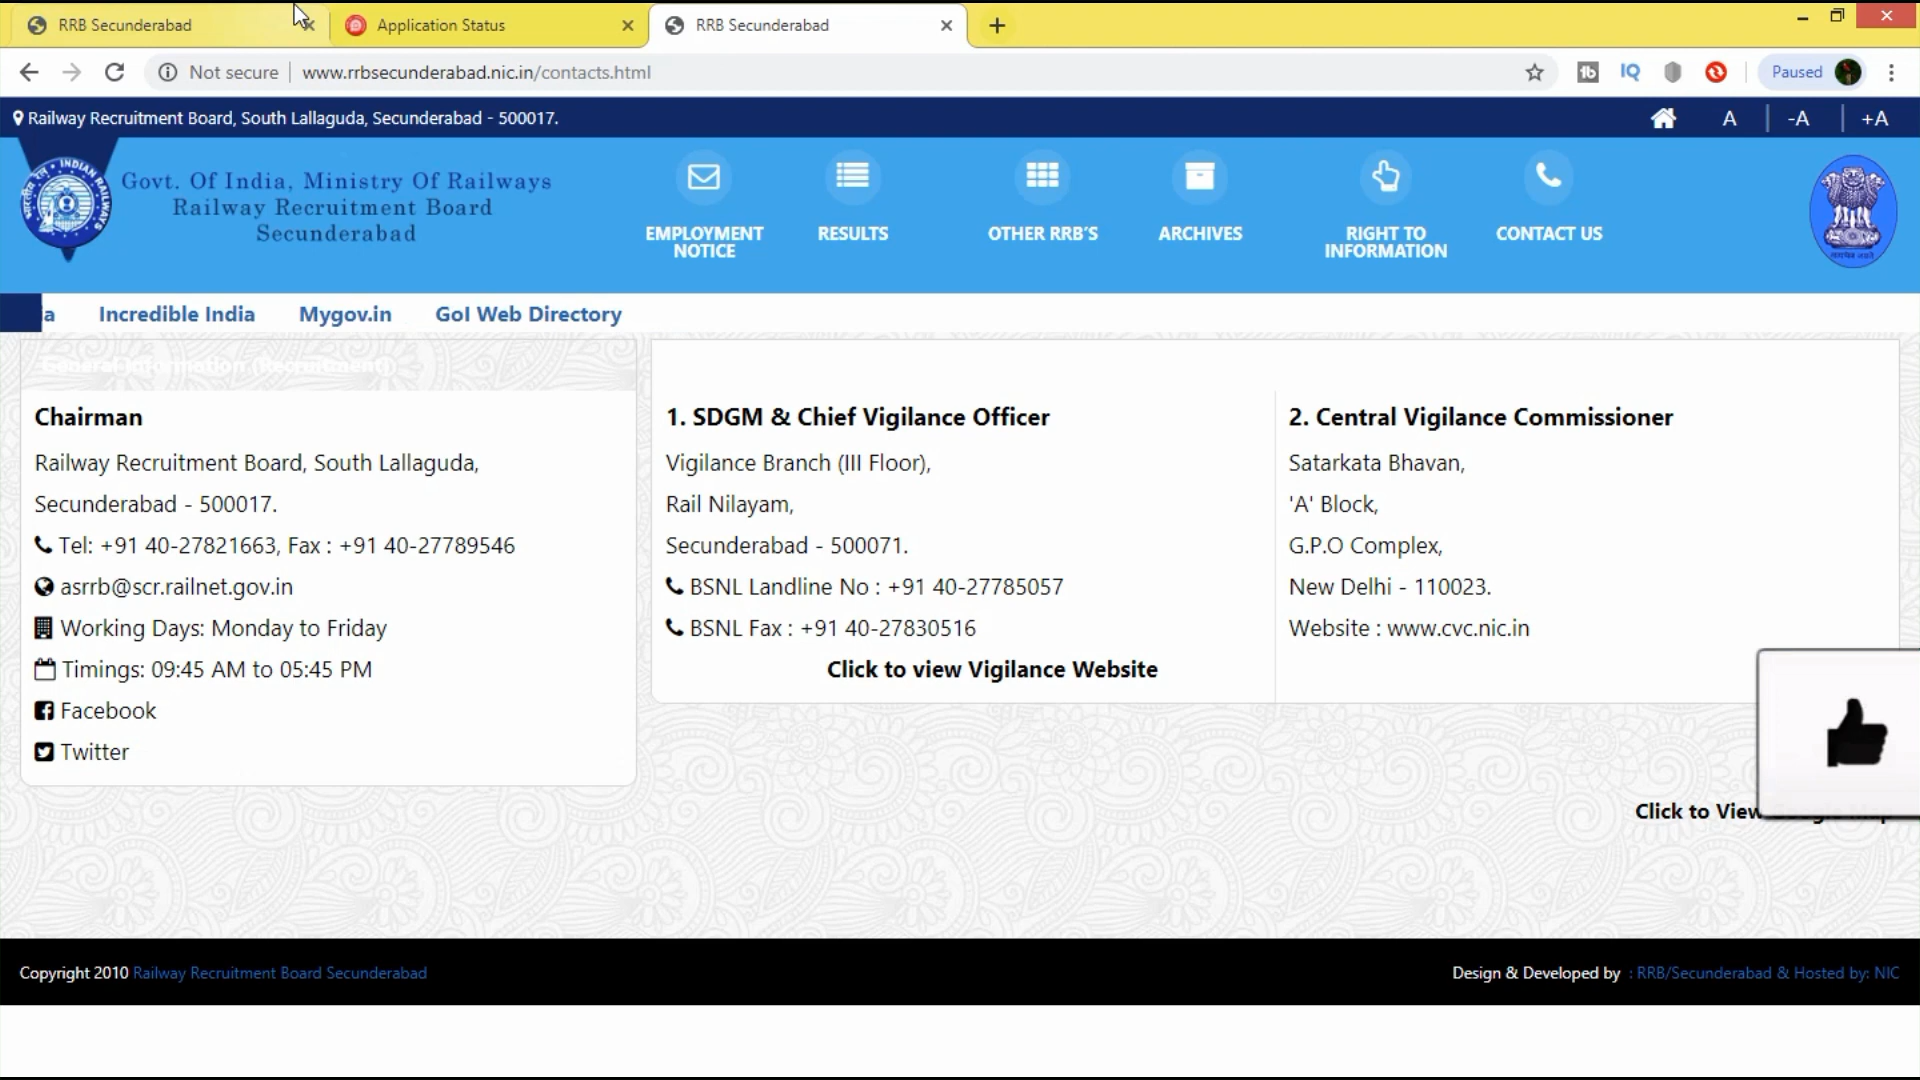 RRB Secunderabad
Application Status
RRB Secunderabad
Not secure
www.rrbsecunderabad.nic.in/contacts.html
Paused
Railway Recruitment Board, South Lallaguda, Secunderabad - 500017.
A
-A
+A
Govt. Of India, Ministry Of Railways
Railway Recruitment Board
Secunderabad
EMPLOYMENT
NOTICE
RESULTS
OTHER RRB'S
ARCHIVES
RIGHT TO
INFORMATION
CONTACT US
ia
Incredible India
Mygov.in
GoI Web Directory
General Information (Recruitment)
Chairman
Railway Recruitment Board, South Lallaguda,
Secunderabad - 500017.
Tel: +91 40-27821663, Fax : +91 40-27789546
asrrb@scr.railnet.gov.in
Working Days: Monday to Friday
Timings: 09:45 AM to 05:45 PM
Facebook
Twitter
1. SDGM & Chief Vigilance Officer
Vigilance Branch (III Floor),
Rail Nilayam,
Secunderabad - 500071.
BSNL Landline No : +91 40-27785057
BSNL Fax : +91 40-27830516
Click to view Vigilance Website
2. Central Vigilance Commissioner
Satarkata Bhavan,
'A' Block,
G.P.O Complex,
New Delhi - 110023.
Website : www.cvc.nic.in
Click to View
Copyright 2010 Railway Recruitment Board Secunderabad
Design & Developed by : RRB/Secunderabad & Hosted by: NIC